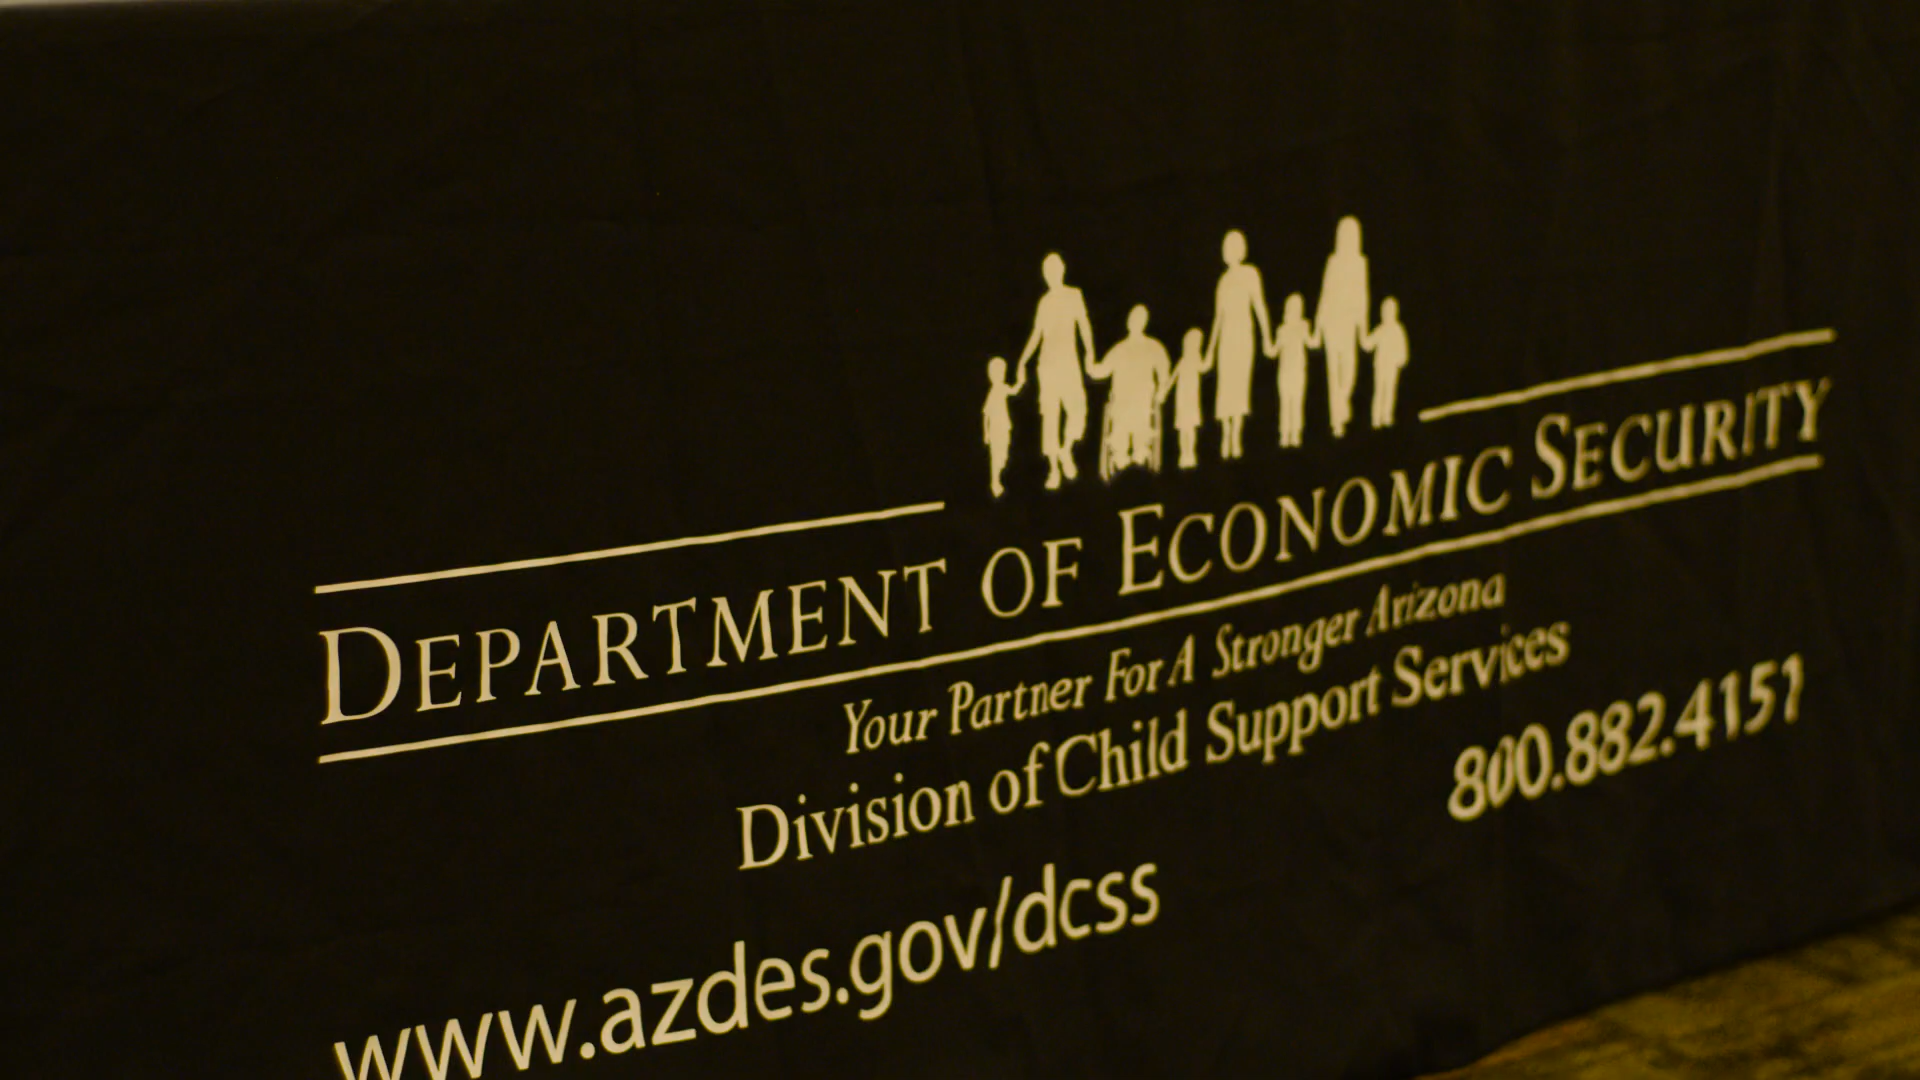 DEPARTMENT OF ECONOMIC SECURITY
Your Partner For A Stronger Arizona
Division of Child Support Services
800.882.4151
www.azdes.gov/dcss